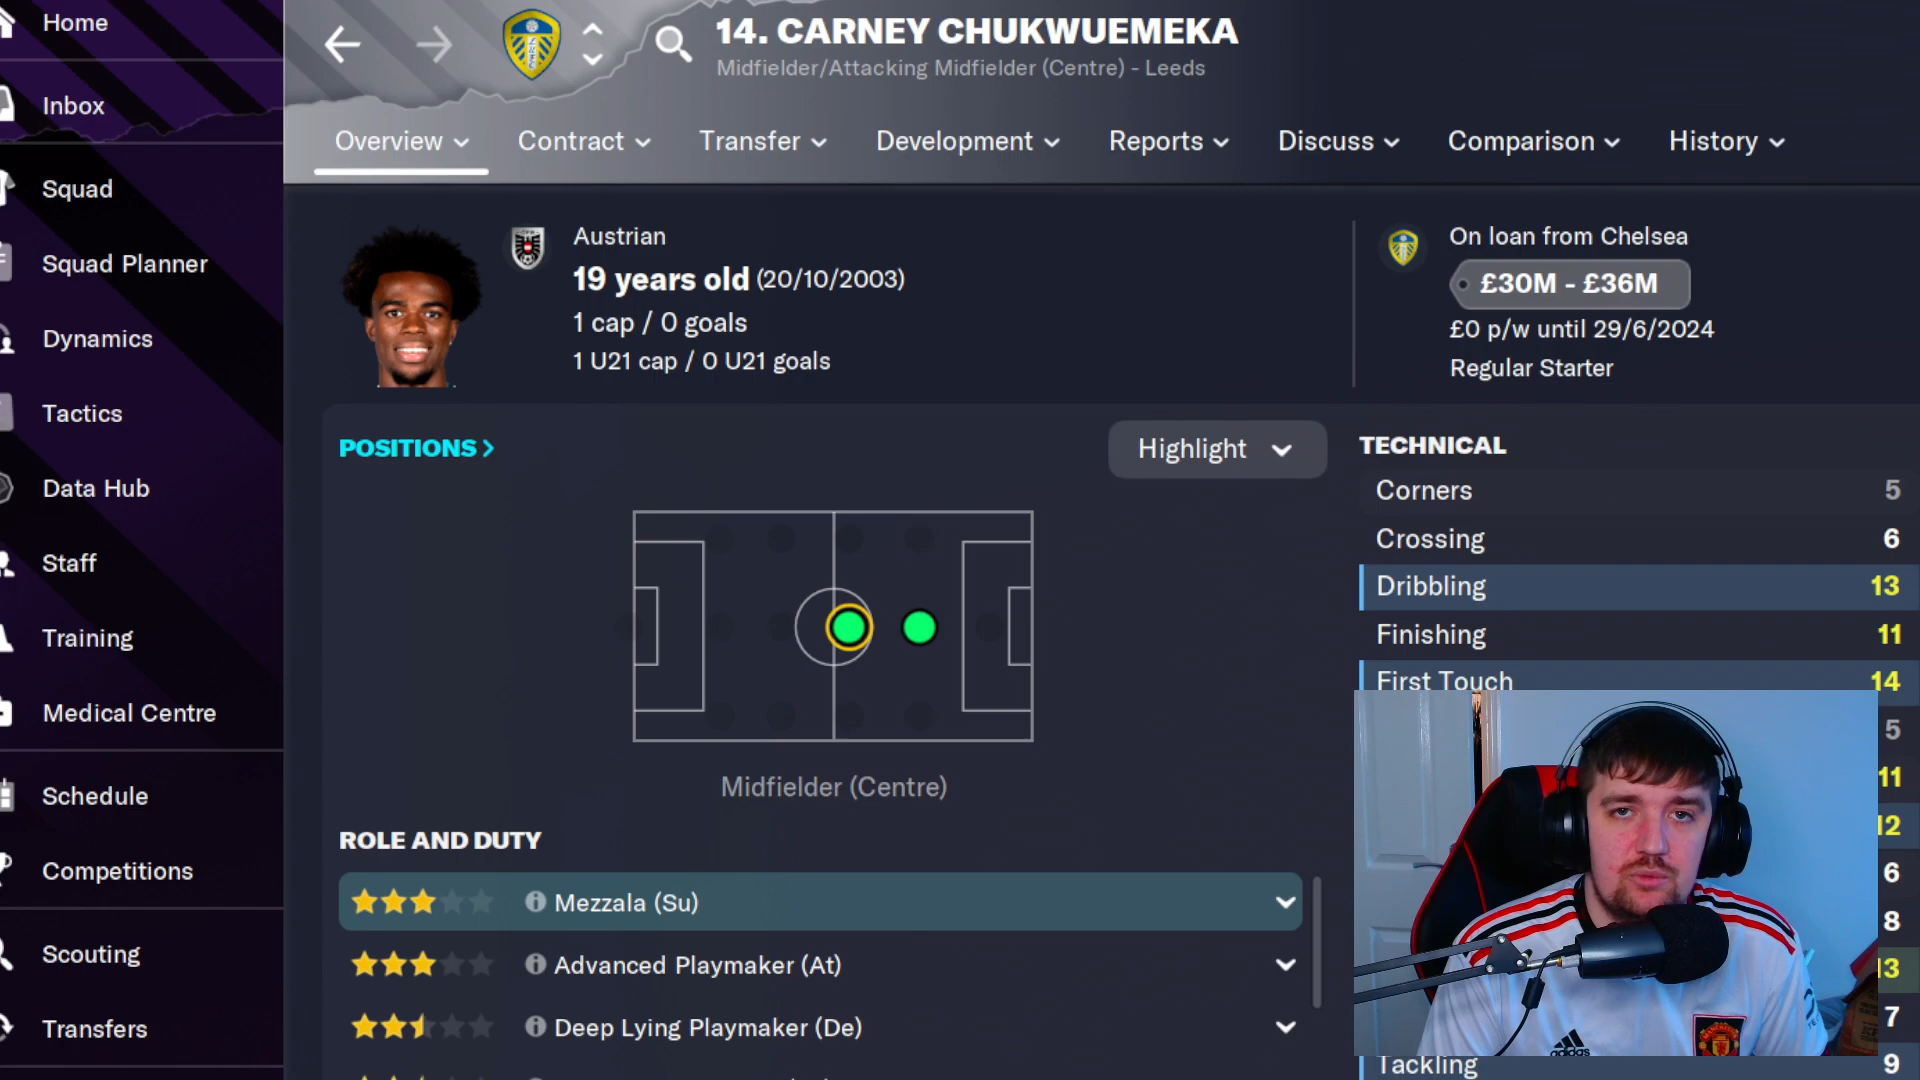 Home
Inbox
Squad
Squad Planner
Dynamics
Tactics
Data Hub
Staff
Training
Medical Centre
Schedule
Competitions
Scouting
Transfers
14. CARNEY CHUKWUEMEKA
Midfielder/Attacking Midfielder (Centre) - Leeds
Overview
Contract
Transfer
Development
Reports
Discuss
Comparison
History
Austrian
19 years old (20/10/2003)
1 cap / 0 goals
1 U21 cap / 0 U21 goals
On loan from Chelsea
£30M - £36M
£0 p/w until 29/6/2024
Regular Starter
POSITIONS
Highlight
Midfielder (Centre)
ROLE AND DUTY
Mezzala (Su)
Advanced Playmaker (At)
Deep Lying Playmaker (De)
TECHNICAL
Corners 5
Crossing 6
Dribbling 13
Finishing 11
First Touch 14
5
11
12
6
8
13
7
Tackling 9
adidas